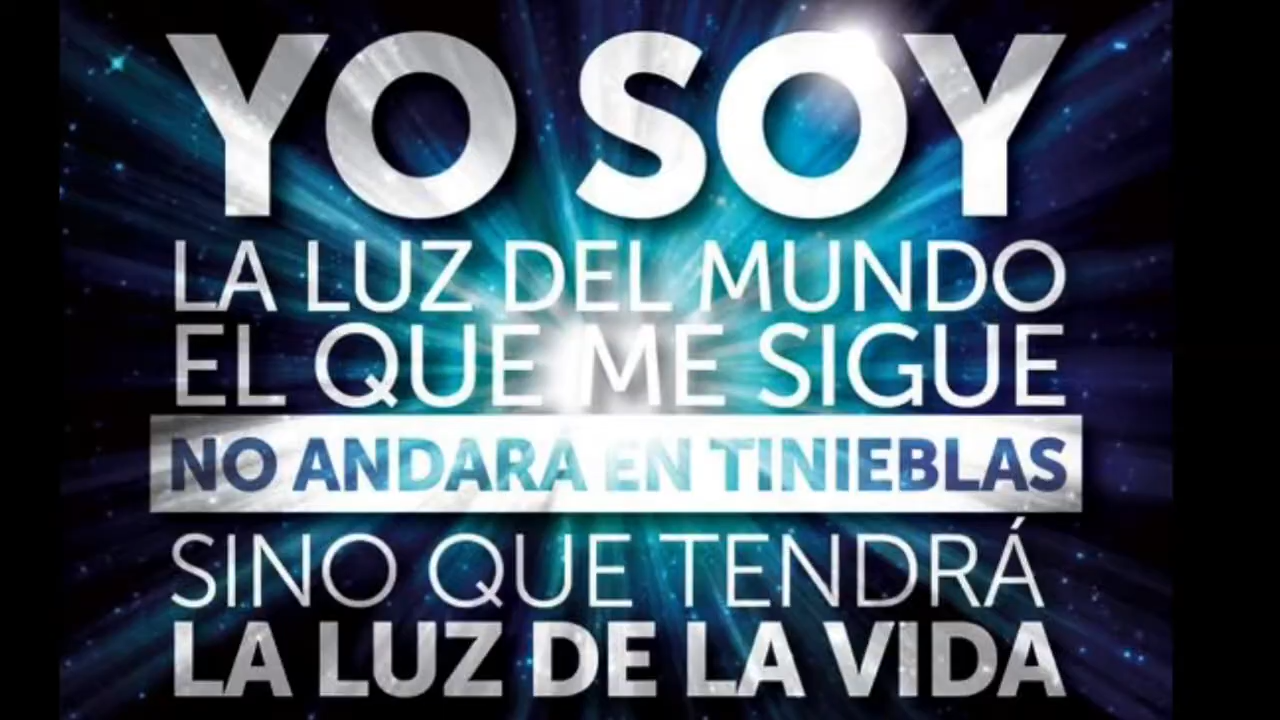 YO SOY
LA LUZ DEL MUNDO
EL QUE ME SIGUE
NO ANDARA EN TINIEBLAS
SINO QUE TENDRÁ
LA LUZ DE LA VIDA